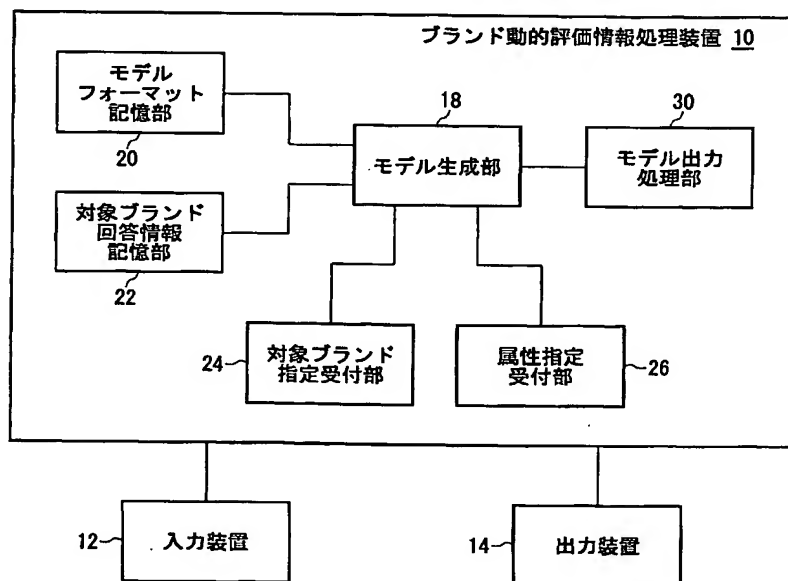 ブランド動的評価情報処理装置 10
モデル
フォーマット
記憶部
20
18
モデル生成部
30
モデル出力
処理部
対象ブランド
回答情報
記憶部
22
24
対象ブランド
指定受付部
属性指定
受付部
26
12
入力装置
14
出力装置